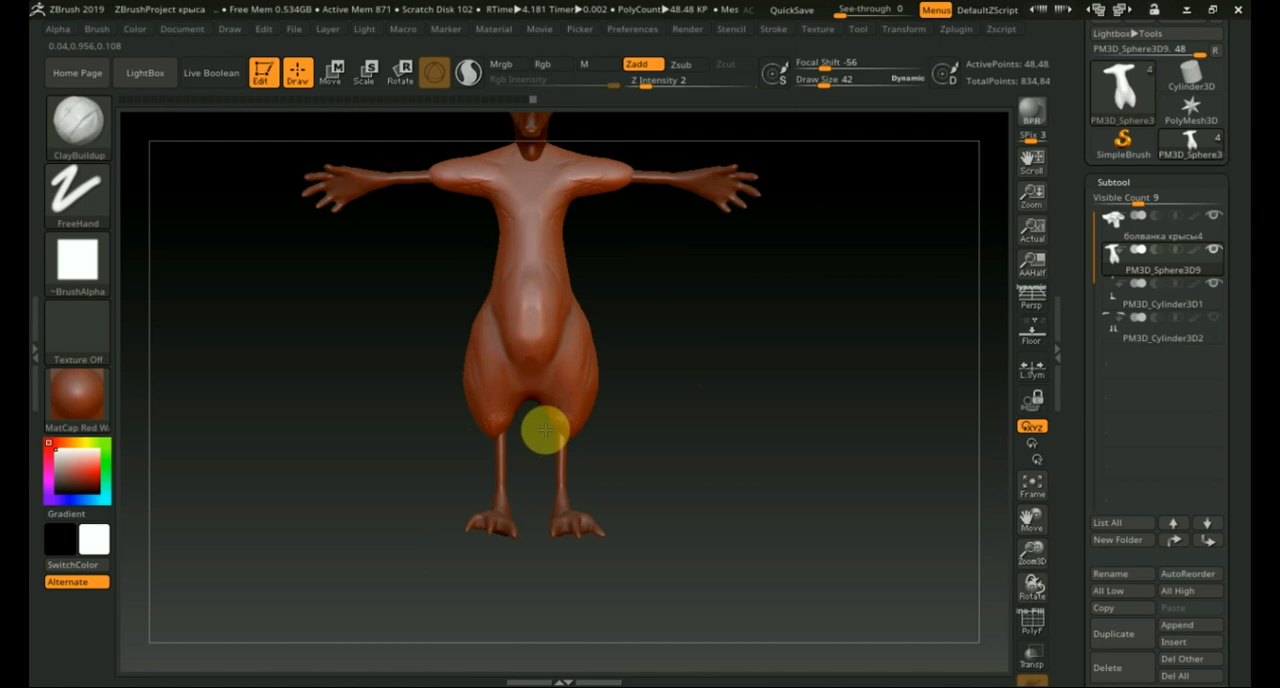 ZBrush 2019 ZBrushProject крыса .. • Free Mem 0.534GB • Active Mem 871 • Scratch Disk 102 • RTime▶4.181 Timer▶0.002 • PolyCount▶48.48 KP • Mes AC QuickSave See-through 0 Menus DefaultZScript
Alpha Brush Color Document Draw Edit File Layer Light Macro Marker Material Movie Picker Preferences Render Stencil Stroke Texture Tool Transform Zplugin Zscript
0.04,0.956,0.108
Home Page LightBox Live Boolean Edit Draw Move Scale Rotate
Mrgb Rgb M Zadd Zsub Zcut
Rgb Intensity Z Intensity 2
Focal Shift -56
Draw Size 42 Dynamic
S D
ActivePoints: 48,48
TotalPoints: 834,84
ClayBuildup
FreeHand
~BrushAlpha
Texture Off
MatCap Red W
Gradient
SwitchColor
Alternate
BPR
SPix 3
Scroll
Zoom
Actual
AAHalf
Dynamic
Persp
Floor
L.Sym
XYZ
Frame
Move
Zoom3D
Rotate
Line Fill
PolyF
Transp
Lightbox▶Tools
PM3D_Sphere3D9. 48 R
4
PM3D_Sphere3
Cylinder3D
PolyMesh3D
SimpleBrush
4
PM3D_Sphere3
Subtool
Visible Count 9
болванка крысы4
PM3D_Sphere3D9
PM3D_Cylinder3D1
PM3D_Cylinder3D2
List All
New Folder
Rename AutoReorder
All Low All High
Copy Paste
Duplicate Append
Insert
Delete Del Other
Del All